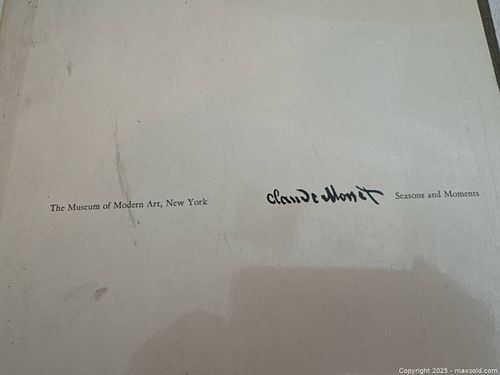 The Museum of Modern Art, New York
Claude Monet
Seasons and Moments
Copyright 2025 - maxsold.com